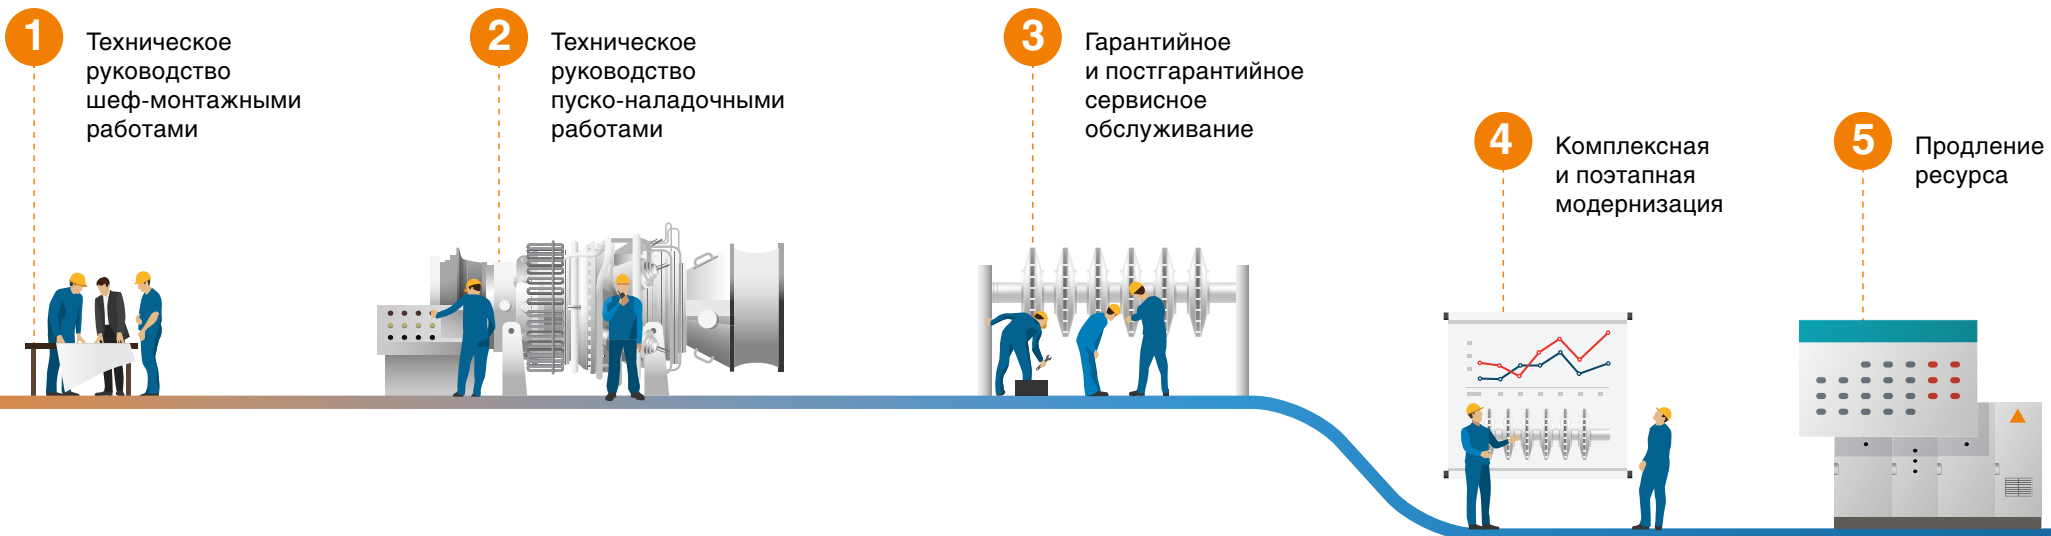 1
Техническое
руководство
шеф-монтажными
работами
2
Техническое
руководство
пуско-наладочными
работами
3
Гарантийное
и постгарантийное
сервисное
обслуживание
4
Комплексная
и поэтапная
модернизация
5
Продление
ресурса